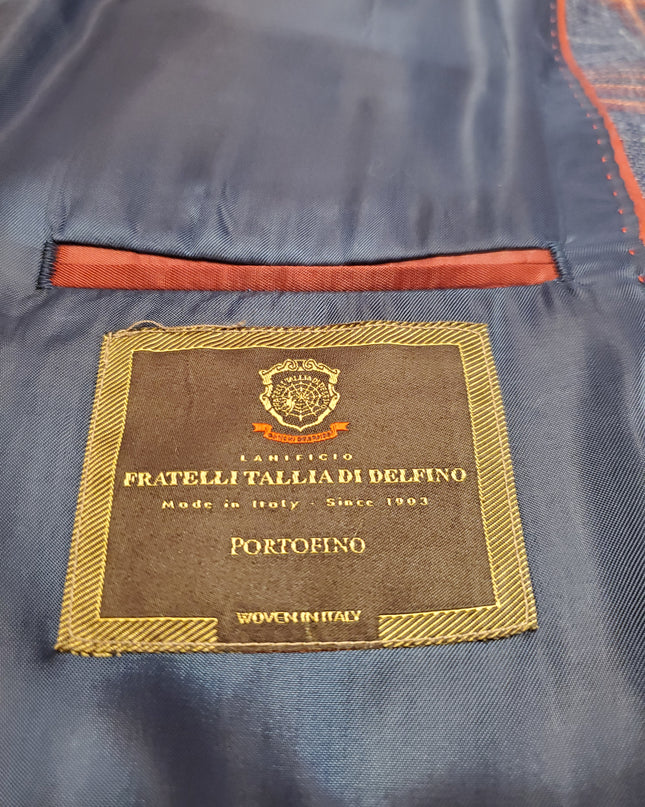 LANIFICIO
FRATELLI TALLIA DI DELFINO
Made in Italy - Since 1903
PORTOFINO
WOVEN IN ITALY